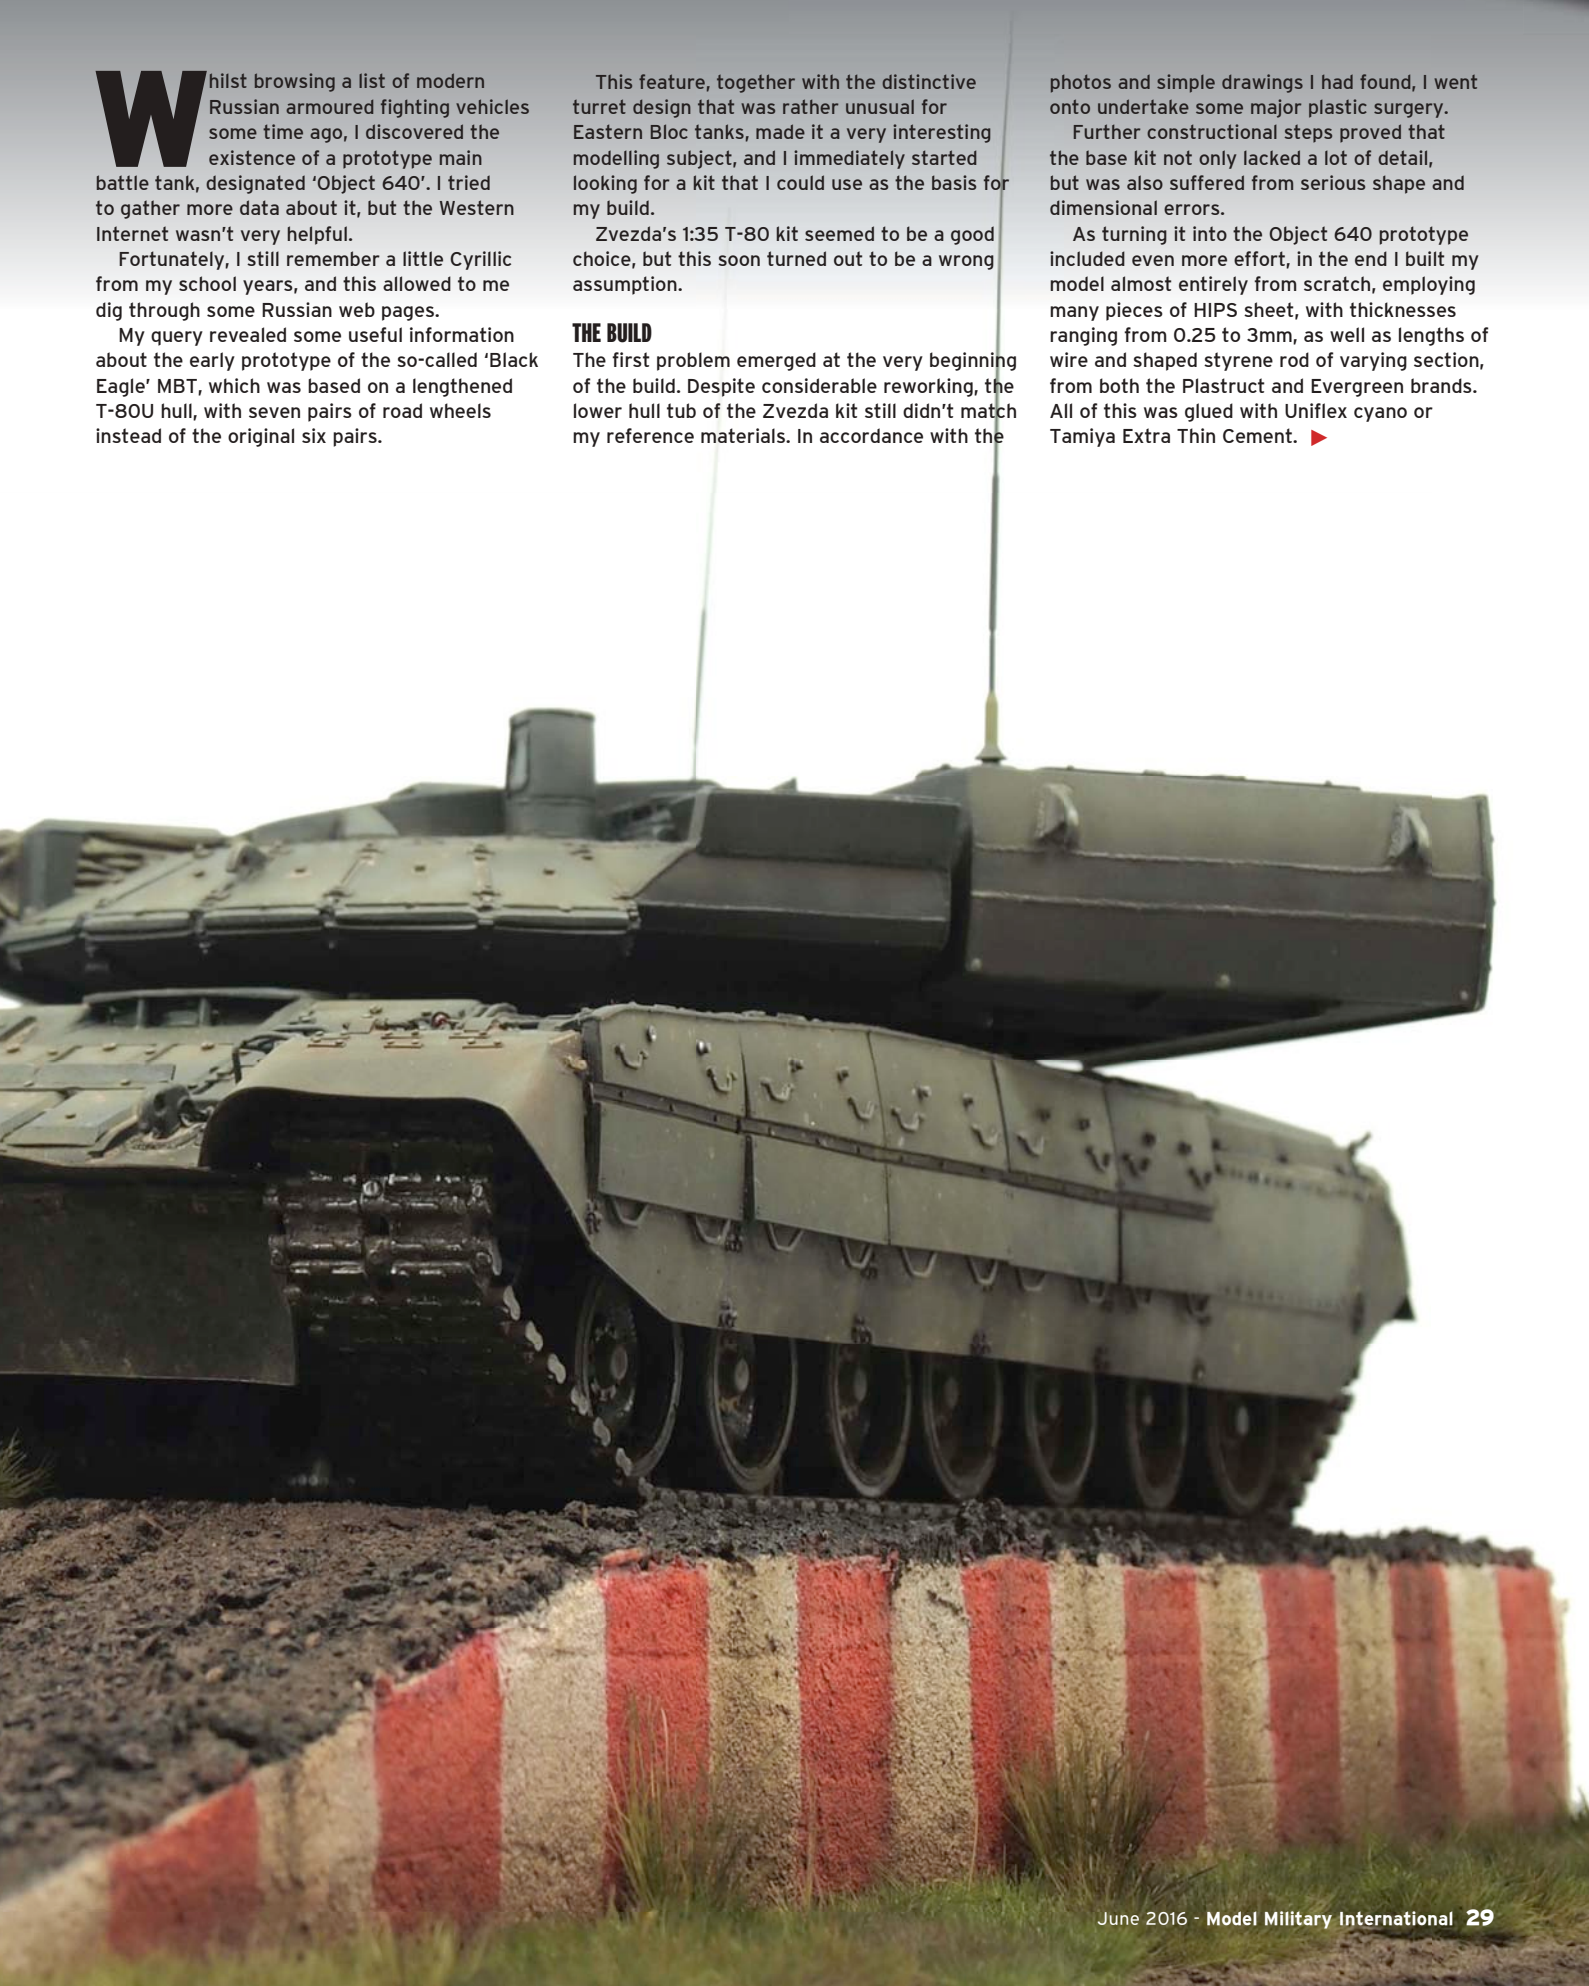 Whilst browsing a list of modern
Russian armoured fighting vehicles
some time ago, I discovered the
existence of a prototype main
battle tank, designated ‘Object 640’. I tried
to gather more data about it, but the Western
Internet wasn’t very helpful.
Fortunately, I still remember a little Cyrillic
from my school years, and this allowed to me
dig through some Russian web pages.
My query revealed some useful information
about the early prototype of the so-called ‘Black
Eagle’ MBT, which was based on a lengthened
T-80U hull, with seven pairs of road wheels
instead of the original six pairs.
This feature, together with the distinctive
turret design that was rather unusual for
Eastern Bloc tanks, made it a very interesting
modelling subject, and I immediately started
looking for a kit that I could use as the basis for
my build.
Zvezda’s 1:35 T-80 kit seemed to be a good
choice, but this soon turned out to be a wrong
assumption.
THE BUILD
The first problem emerged at the very beginning
of the build. Despite considerable reworking, the
lower hull tub of the Zvezda kit still didn’t match
my reference materials. In accordance with the
photos and simple drawings I had found, I went
onto undertake some major plastic surgery.
Further constructional steps proved that
the base kit not only lacked a lot of detail,
but was also suffered from serious shape and
dimensional errors.
As turning it into the Object 640 prototype
included even more effort, in the end I built my
model almost entirely from scratch, employing
many pieces of HIPS sheet, with thicknesses
ranging from 0.25 to 3mm, as well as lengths of
wire and shaped styrene rod of varying section,
from both the Plastruct and Evergreen brands.
All of this was glued with Uniflex cyano or
Tamiya Extra Thin Cement.
June 2016 - Model Military International 29